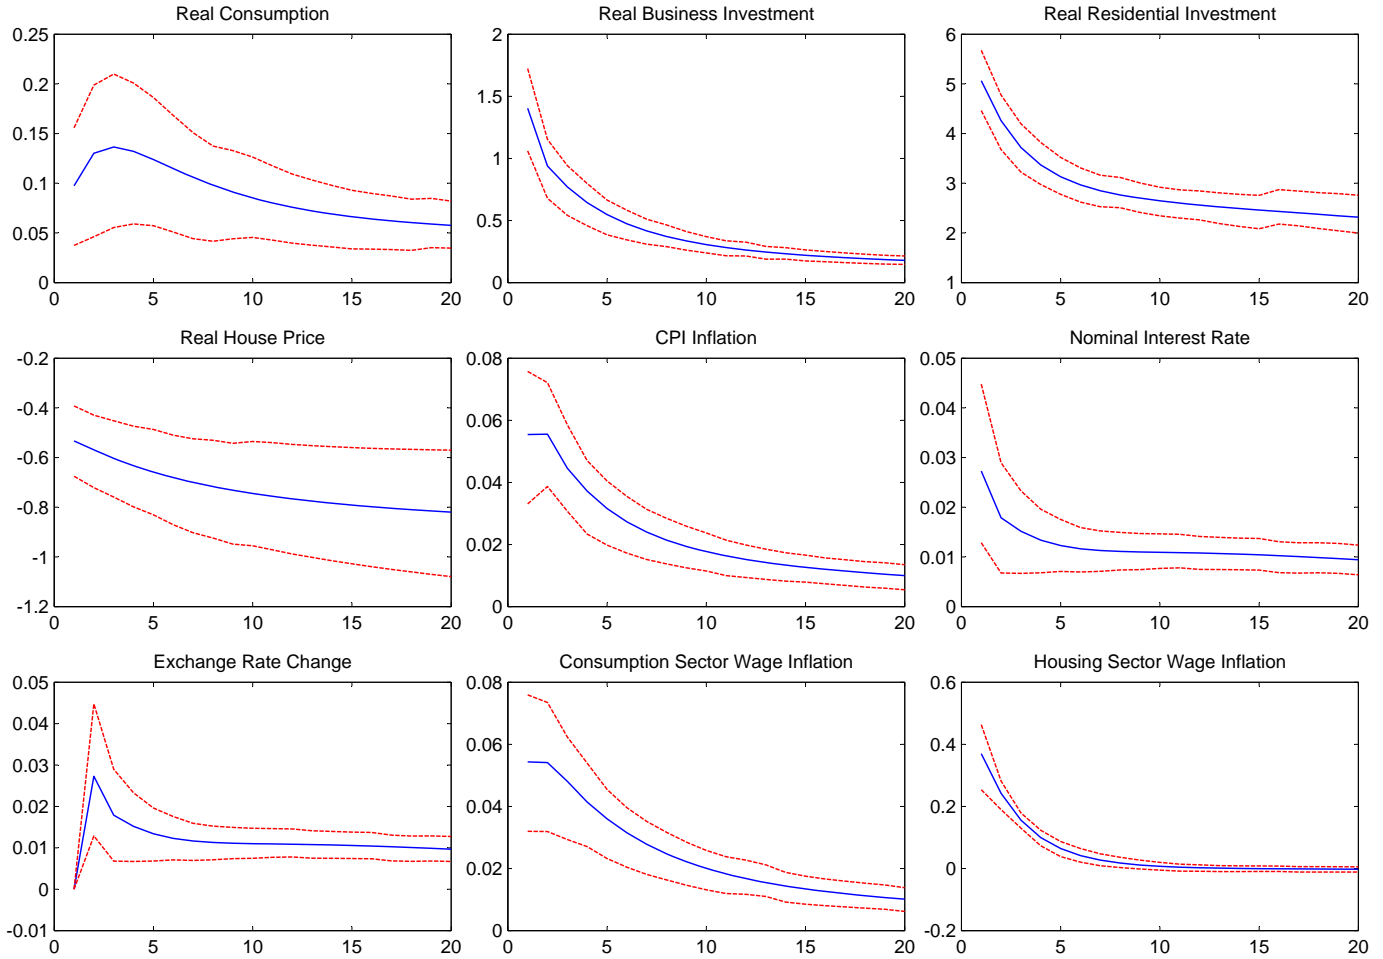 Real Consumption
0.25
0.2
0.15
0.1
0.05
0
0 5 10 15 20
Real Business Investment
2
1.5
1
0.5
0
0 5 10 15 20
Real Residential Investment
6
5
4
3
2
1
0 5 10 15 20
Real House Price
-0.2
-0.4
-0.6
-0.8
-1
-1.2
0 5 10 15 20
CPI Inflation
0.08
0.06
0.04
0.02
0
0 5 10 15 20
Nominal Interest Rate
0.05
0.04
0.03
0.02
0.01
0
0 5 10 15 20
Exchange Rate Change
0.05
0.04
0.03
0.02
0.01
0
-0.01
0 5 10 15 20
Consumption Sector Wage Inflation
0.08
0.06
0.04
0.02
0
0 5 10 15 20
Housing Sector Wage Inflation
0.6
0.4
0.2
0
-0.2
0 5 10 15 20